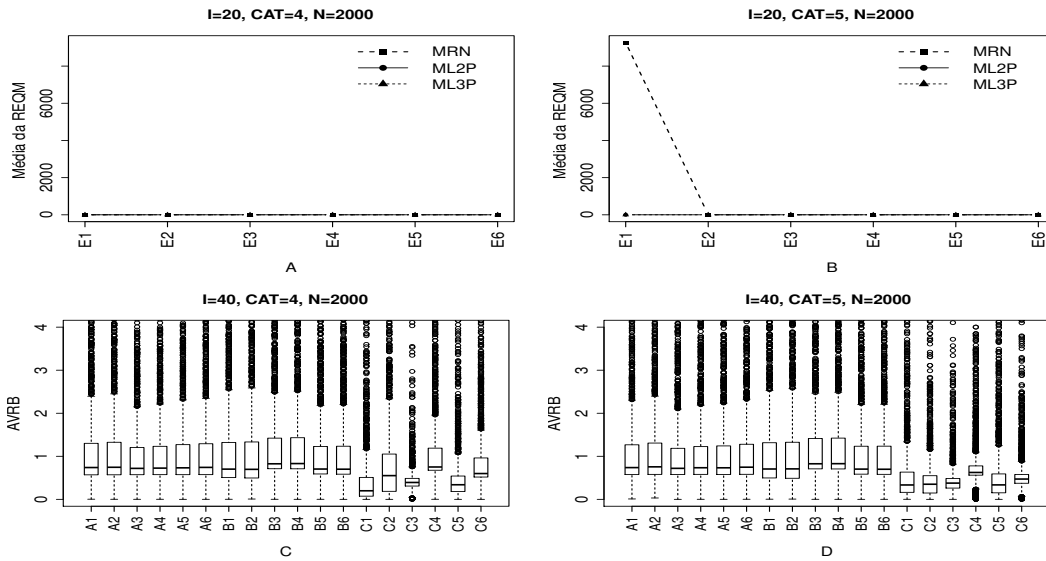 I=20, CAT=4, N=2000
Média da REQM
6000
2000
0
MRN
ML2P
ML3P
E1 E2 E3 E4 E5 E6
A
I=20, CAT=5, N=2000
Média da REQM
6000
2000
0
MRN
ML2P
ML3P
E1 E2 E3 E4 E5 E6
B
I=40, CAT=4, N=2000
AVRB
4
3
2
1
0
A1 A2 A3 A4 A5 A6 B1 B2 B3 B4 B5 B6 C1 C2 C3 C4 C5 C6
C
I=40, CAT=5, N=2000
AVRB
4
3
2
1
0
A1 A2 A3 A4 A5 A6 B1 B2 B3 B4 B5 B6 C1 C2 C3 C4 C5 C6
D